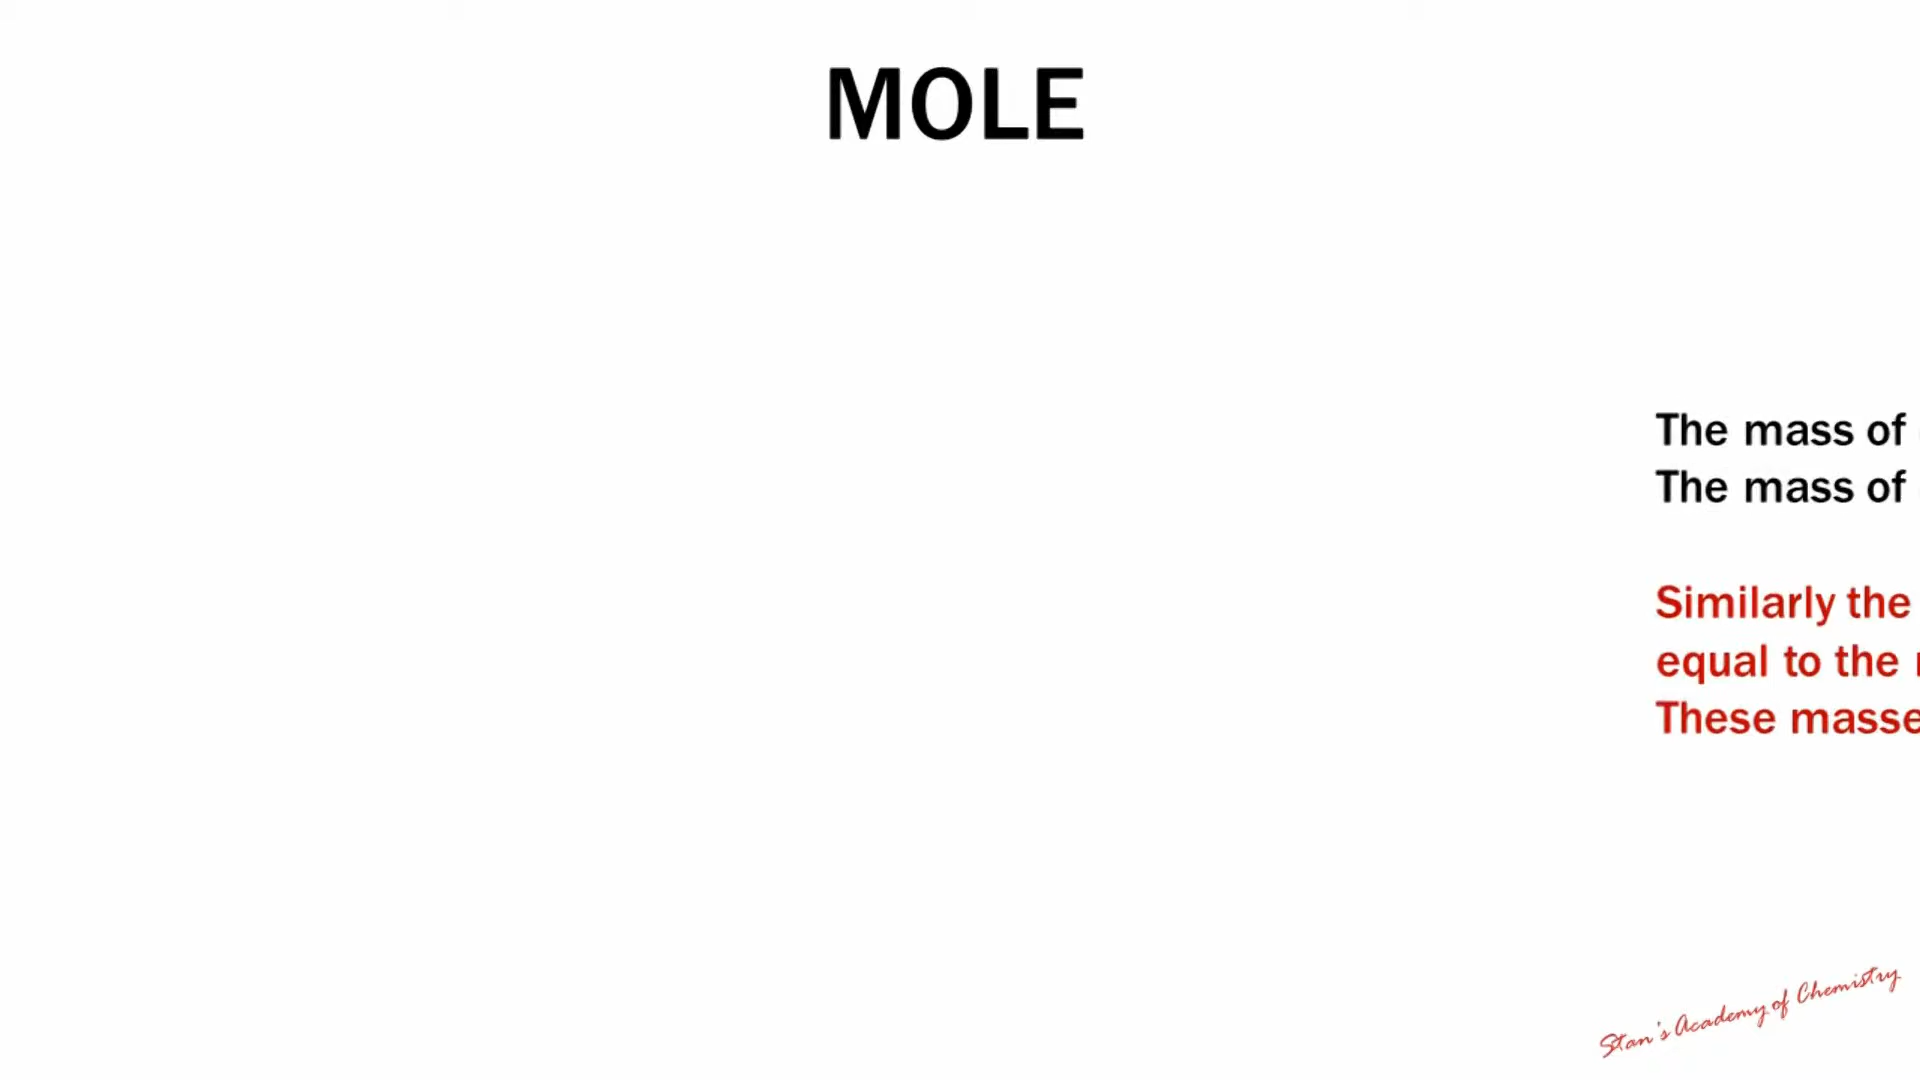 MOLE
The mass of
The mass of
Similarly the
equal to the
These masse
Stan's Academy of Chemistry